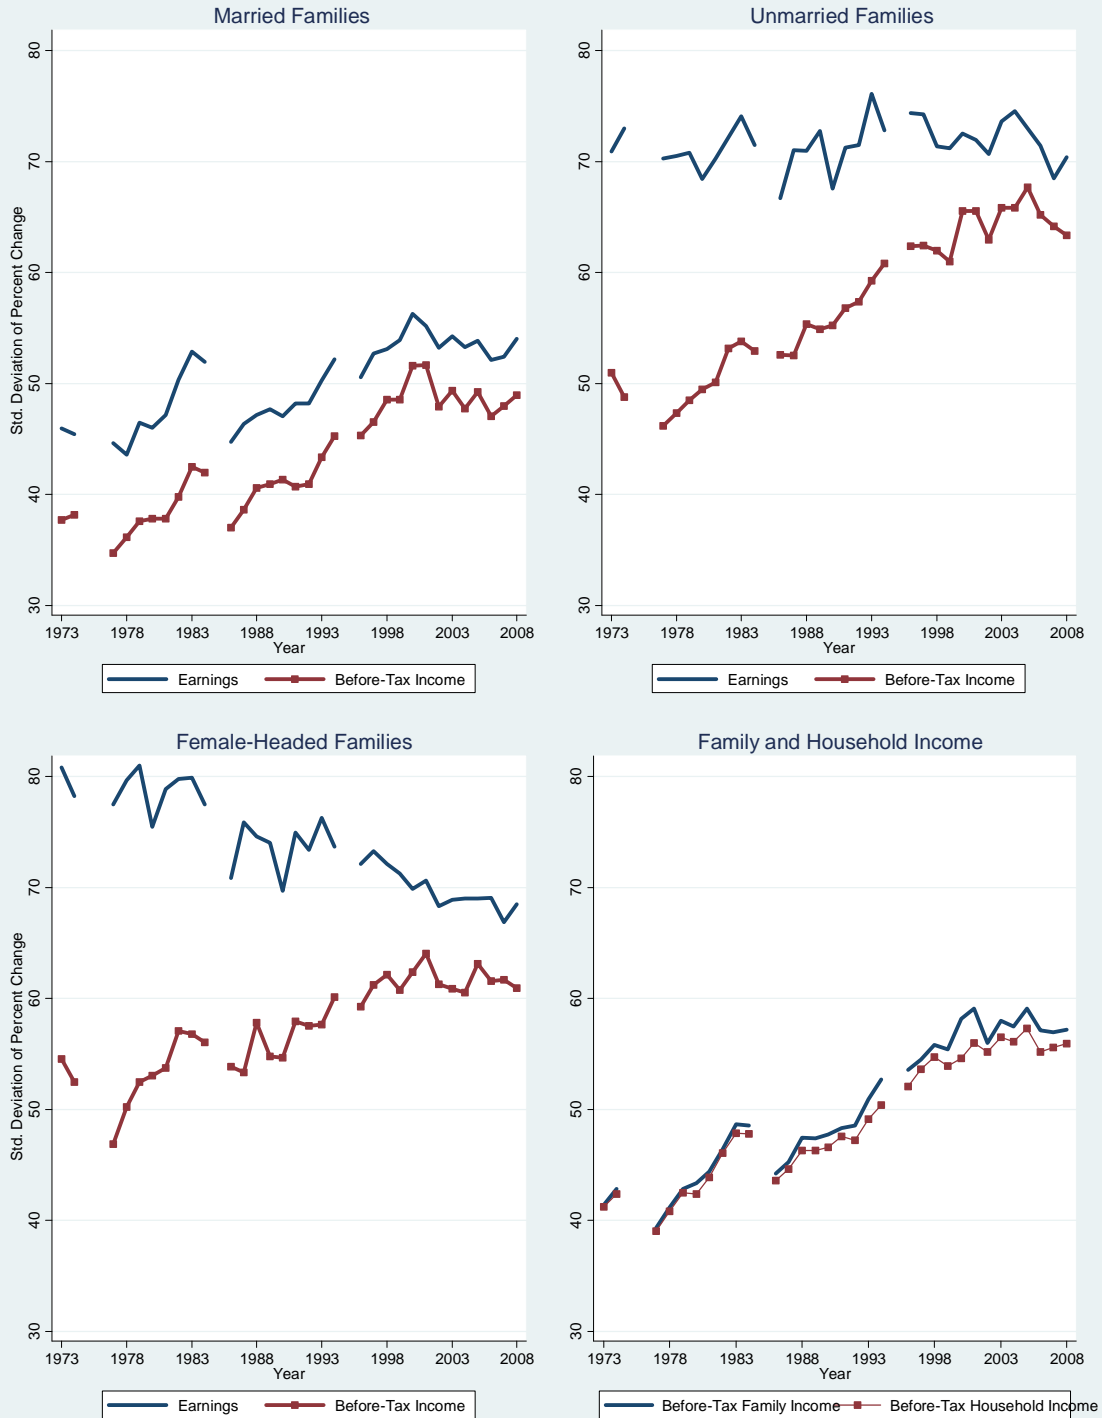 Married Families
Std. Deviation of Percent Change
80
70
60
50
40
30
1973 1978 1983 1988 1993 1998 2003 2008
Year
Earnings Before-Tax Income
Unmarried Families
80
70
60
50
40
30
1973 1978 1983 1988 1993 1998 2003 2008
Year
Earnings Before-Tax Income
Female-Headed Families
Std. Deviation of Percent Change
80
70
60
50
40
30
1973 1978 1983 1988 1993 1998 2003 2008
Year
Earnings Before-Tax Income
Family and Household Income
80
70
60
50
40
30
1973 1978 1983 1988 1993 1998 2003 2008
Year
Before-Tax Family Income Before-Tax Household Income